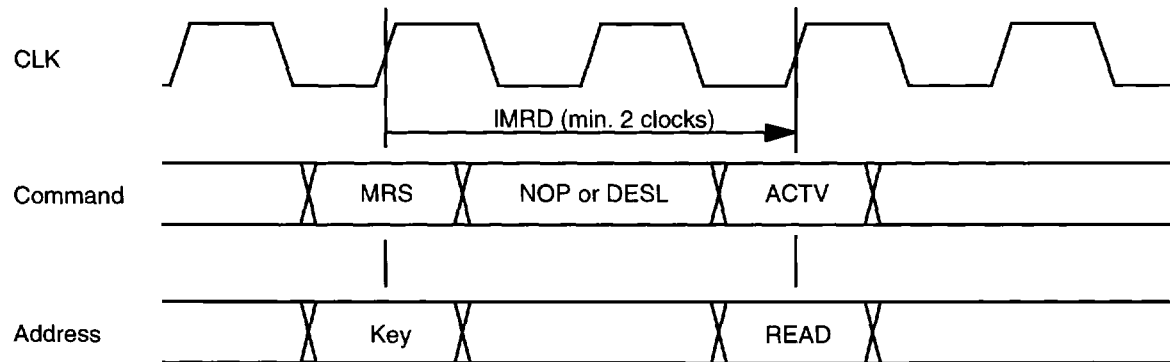 CLK
IMRD (min. 2 clocks)
Command MRS NOP or DESL ACTV
Address Key READ